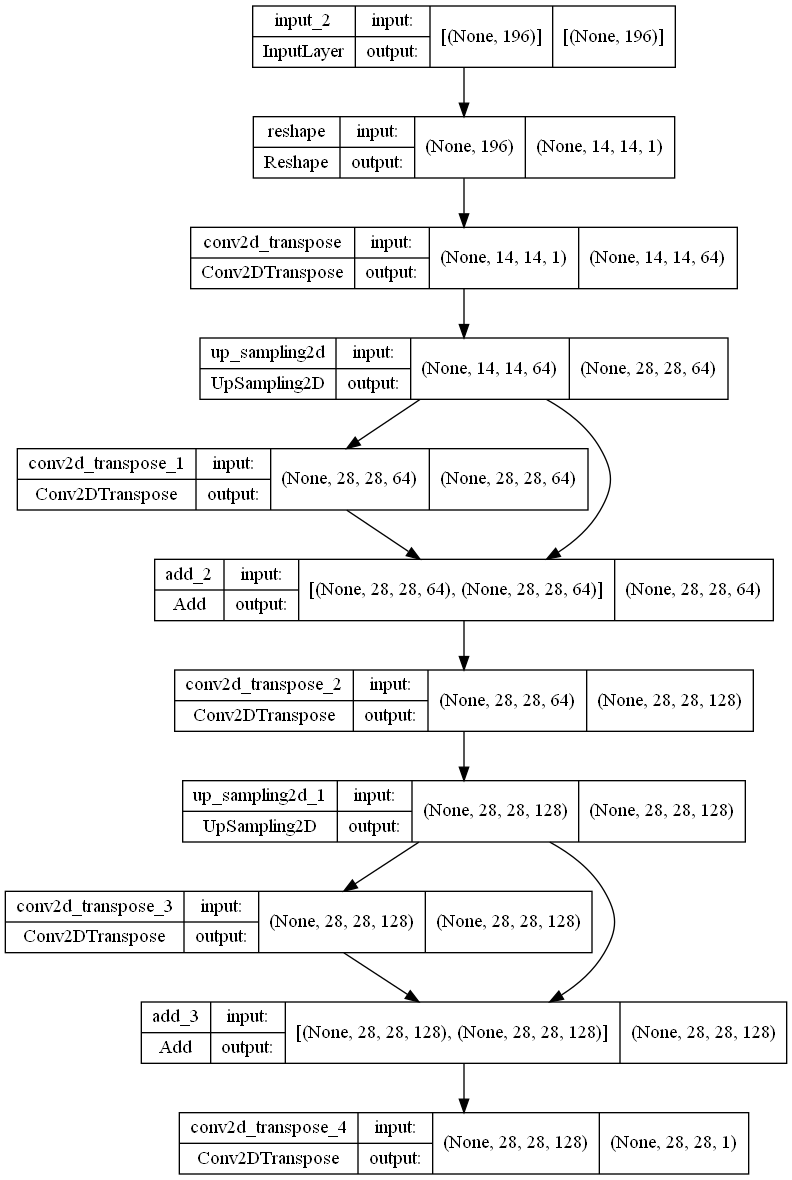 input_2 input: [(None, 196)] [(None, 196)]
InputLayer output:
reshape input: (None, 196) (None, 14, 14, 1)
Reshape output:
conv2d_transpose input: (None, 14, 14, 1) (None, 14, 14, 64)
Conv2DTranspose output:
up_sampling2d input: (None, 14, 14, 64) (None, 28, 28, 64)
UpSampling2D output:
conv2d_transpose_1 input: (None, 28, 28, 64) (None, 28, 28, 64)
Conv2DTranspose output:
add_2 input: [(None, 28, 28, 64), (None, 28, 28, 64)] (None, 28, 28, 64)
Add output:
conv2d_transpose_2 input: (None, 28, 28, 64) (None, 28, 28, 128)
Conv2DTranspose output:
up_sampling2d_1 input: (None, 28, 28, 128) (None, 28, 28, 128)
UpSampling2D output:
conv2d_transpose_3 input: (None, 28, 28, 128) (None, 28, 28, 128)
Conv2DTranspose output:
add_3 input: [(None, 28, 28, 128), (None, 28, 28, 128)] (None, 28, 28, 128)
Add output:
conv2d_transpose_4 input: (None, 28, 28, 128) (None, 28, 28, 1)
Conv2DTranspose output: